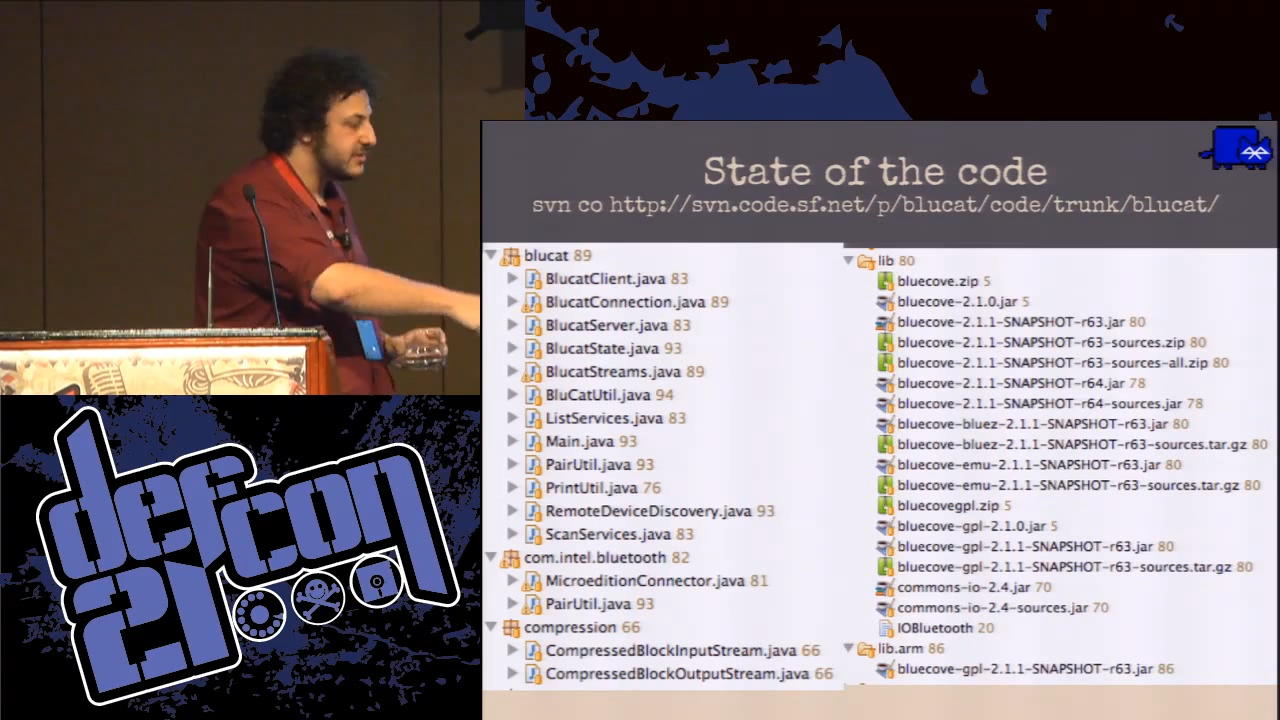 State of the code
svn co http://svn.code.sf.net/p/blucat/code/trunk/blucat/
blucat 89
BlucatClient.java 83
BlucatConnection.java 89
BlucatServer.java 83
BlucatState.java 93
BlucatStreams.java 89
BluCatUtil.java 94
ListServices.java 83
Main.java 93
PairUtil.java 93
PrintUtil.java 76
RemoteDeviceDiscovery.java 93
ScanServices.java 83
com.intel.bluetooth 82
MicroeditionConnector.java 81
PairUtil.java 93
compression 66
CompressedBlockInputStream.java 66
CompressedBlockOutputStream.java 66
lib 80
bluecove.zip 5
bluecove-2.1.0.jar 5
bluecove-2.1.1-SNAPSHOT-r63.jar 80
bluecove-2.1.1-SNAPSHOT-r63-sources.zip 80
bluecove-2.1.1-SNAPSHOT-r63-sources-all.zip 80
bluecove-2.1.1-SNAPSHOT-r64.jar 78
bluecove-2.1.1-SNAPSHOT-r64-sources.jar 78
bluecove-bluez-2.1.1-SNAPSHOT-r63.jar 80
bluecove-bluez-2.1.1-SNAPSHOT-r63-sources.tar.gz 80
bluecove-emu-2.1.1-SNAPSHOT-r63.jar 80
bluecove-emu-2.1.1-SNAPSHOT-r63-sources.tar.gz 80
bluecovegpl.zip 5
bluecove-gpl-2.1.0.jar 5
bluecove-gpl-2.1.1-SNAPSHOT-r63.jar 80
bluecove-gpl-2.1.1-SNAPSHOT-r63-sources.tar.gz 80
commons-io-2.4.jar 70
commons-io-2.4-sources.jar 70
IOBluetooth 20
lib.arm 86
bluecove-gpl-2.1.1-SNAPSHOT-r63.jar 86
defcon
21